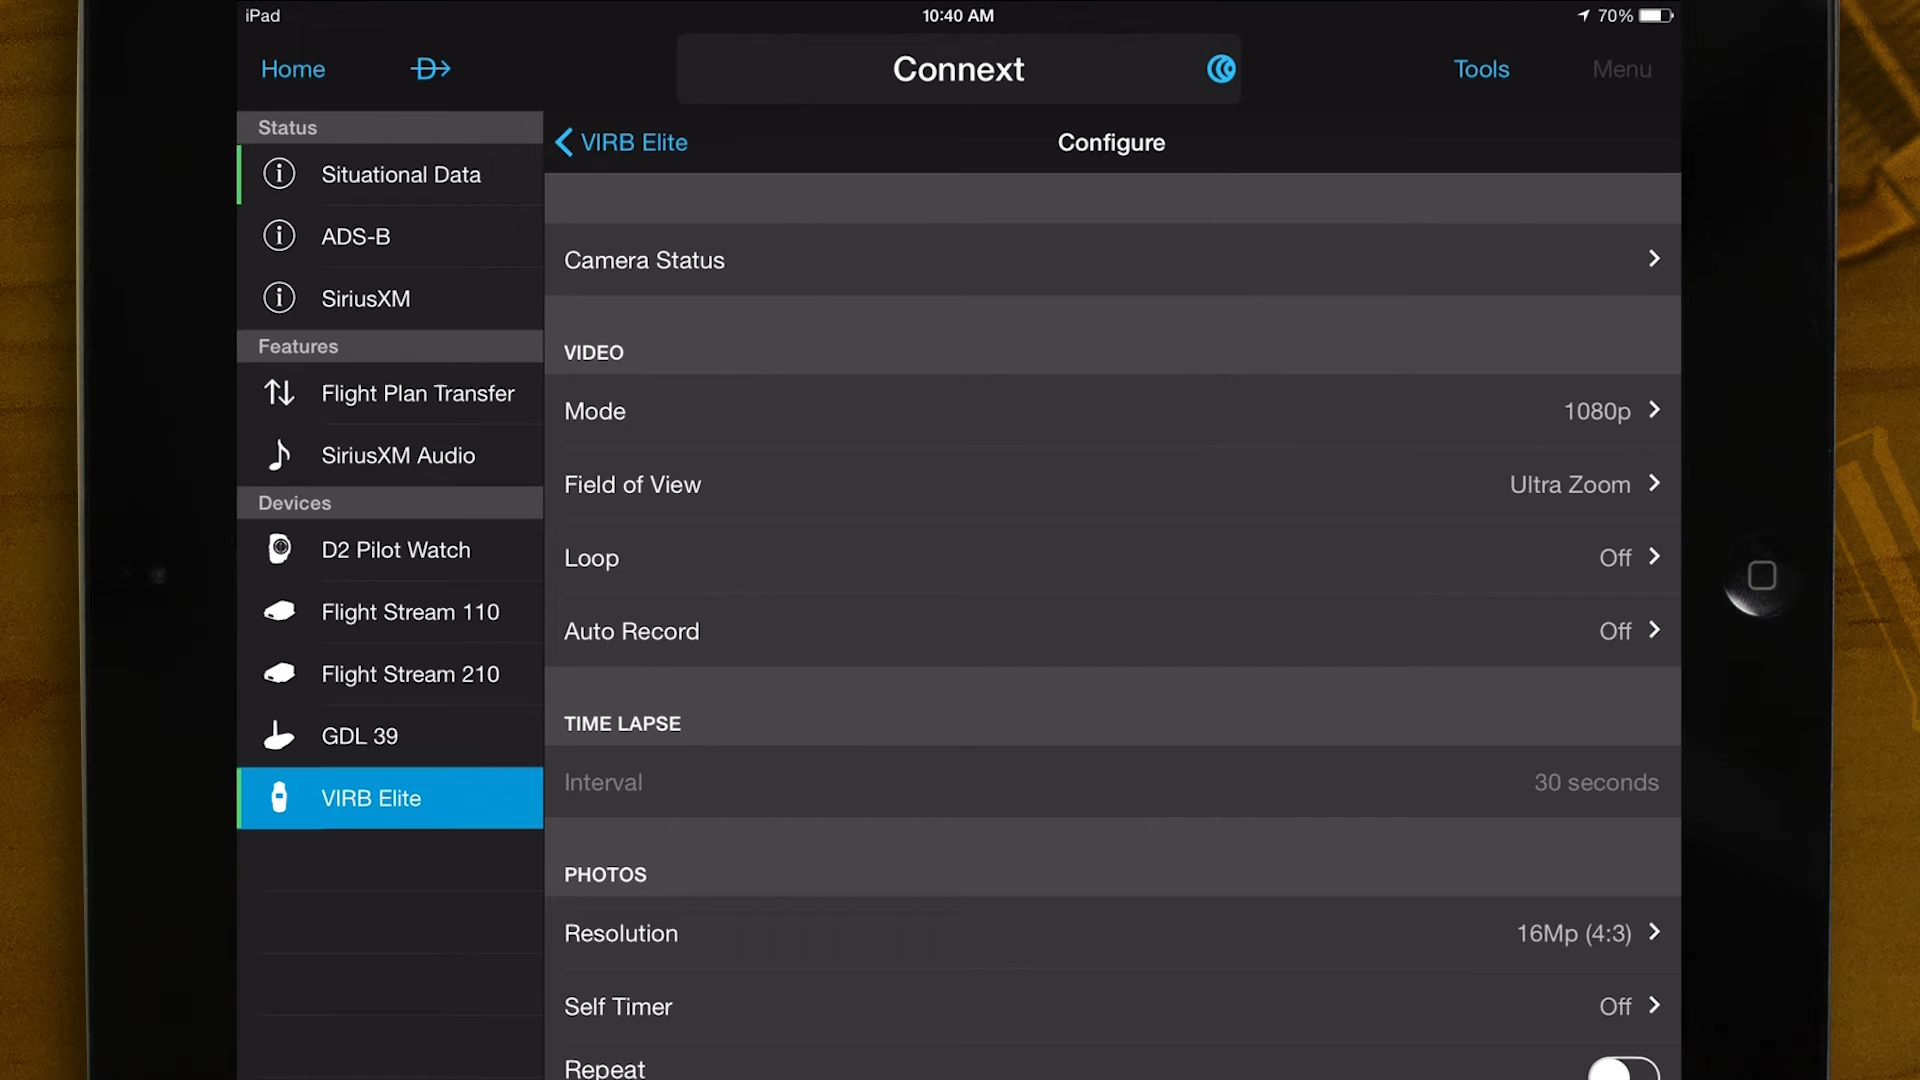 iPad 10:40 AM 70%
Home D Connext Tools Menu
Status
Situational Data
ADS-B
SiriusXM
Features
Flight Plan Transfer
SiriusXM Audio
Devices
D2 Pilot Watch
Flight Stream 110
Flight Stream 210
GDL 39
VIRB Elite
VIRB Elite Configure
Camera Status
VIDEO
Mode 1080p
Field of View Ultra Zoom
Loop Off
Auto Record Off
TIME LAPSE
Interval 30 seconds
PHOTOS
Resolution 16Mp (4:3)
Self Timer Off
Repeat